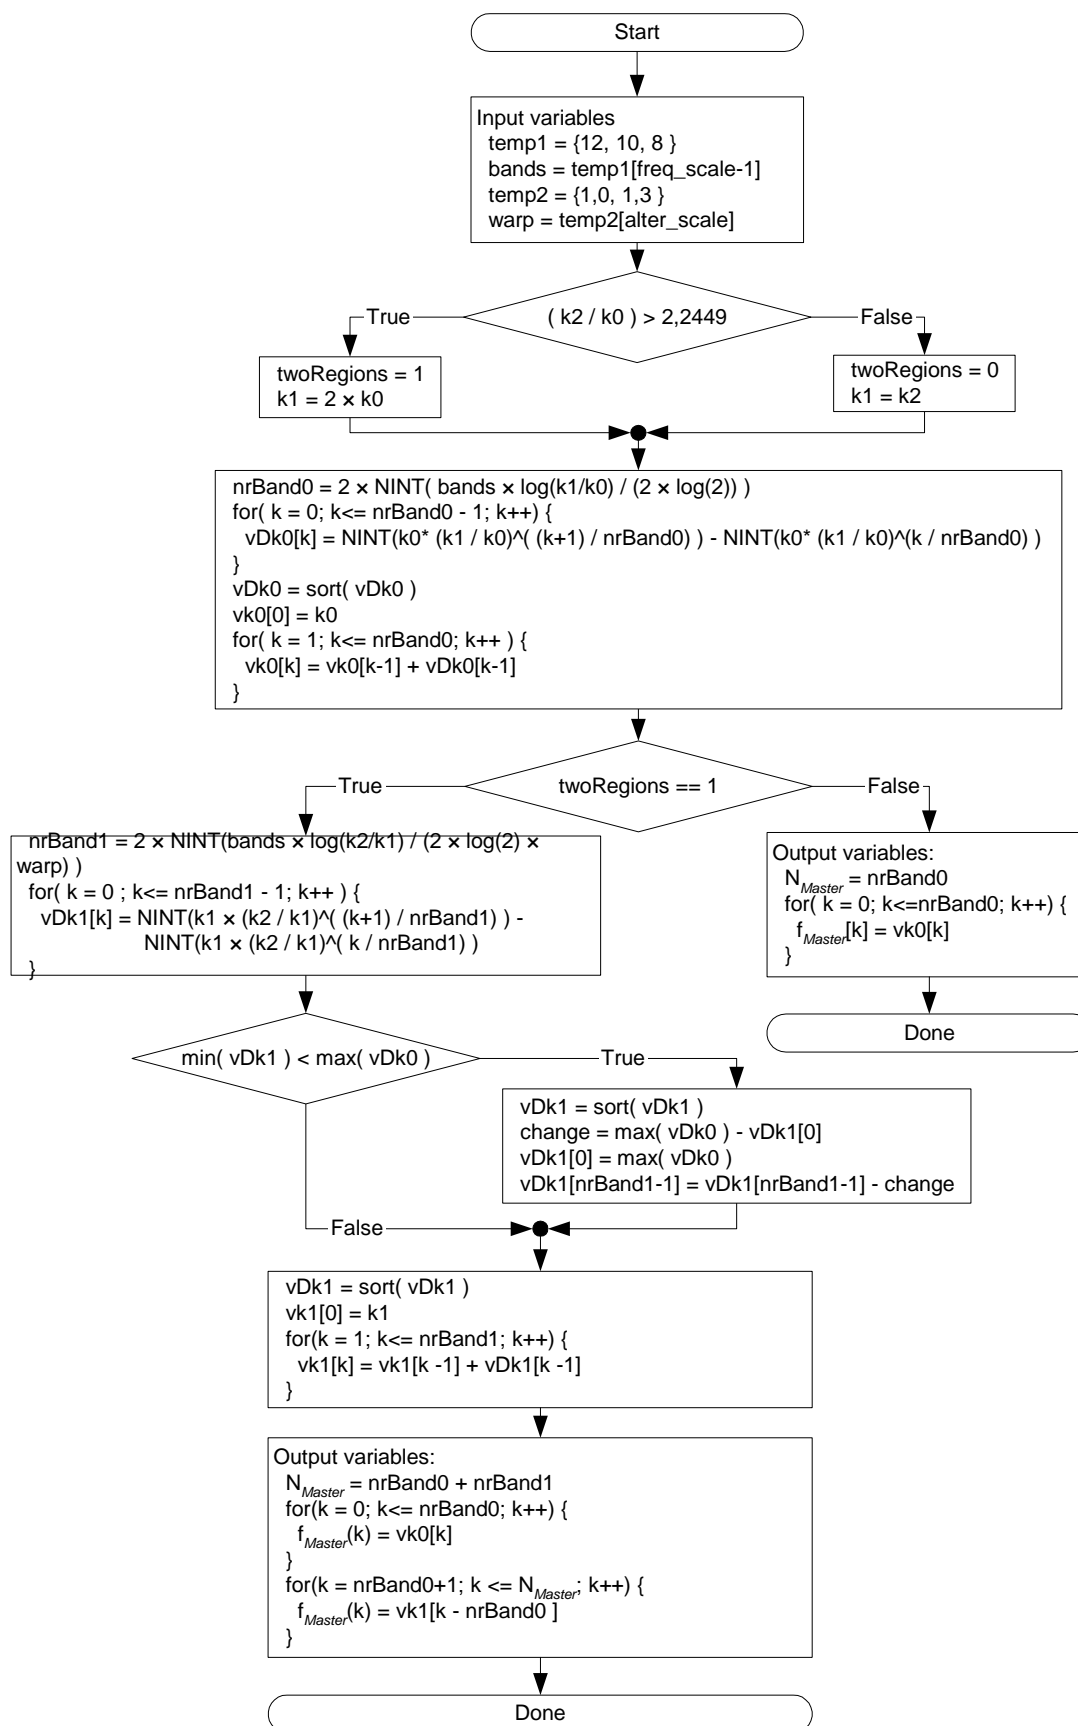 Start
Input variables
temp1 = {12, 10, 8 }
bands = temp1[freq_scale-1]
temp2 = {1,0, 1,3 }
warp = temp2[alter_scale]
( k2 / k0 ) > 2,2449
True
False
twoRegions = 1
k1 = 2 × k0
twoRegions = 0
k1 = k2
nrBand0 = 2 × NINT( bands × log(k1/k0) / (2 × log(2)) )
for( k = 0; k<= nrBand0 - 1; k++) {
vDk0[k] = NINT(k0* (k1 / k0)^( (k+1) / nrBand0) ) - NINT(k0* (k1 / k0)^(k / nrBand0) )
}
vDk0 = sort( vDk0 )
vk0[0] = k0
for( k = 1; k<= nrBand0; k++ ) {
vk0[k] = vk0[k-1] + vDk0[k-1]
}
twoRegions == 1
True
False
nrBand1 = 2 × NINT(bands × log(k2/k1) / (2 × log(2) ×
warp) )
for( k = 0 ; k<= nrBand1 - 1; k++ ) {
vDk1[k] = NINT(k1 × (k2 / k1)^( (k+1) / nrBand1) ) -
NINT(k1 × (k2 / k1)^( k / nrBand1) )
}
Output variables:
N_Master = nrBand0
for( k = 0; k<=nrBand0; k++) {
f_Master[k] = vk0[k]
}
Done
min( vDk1 ) < max( vDk0 )
True
vDk1 = sort( vDk1 )
change = max( vDk0 ) - vDk1[0]
vDk1[0] = max( vDk0 )
vDk1[nrBand1-1] = vDk1[nrBand1-1] - change
False
vDk1 = sort( vDk1 )
vk1[0] = k1
for(k = 1; k<= nrBand1; k++) {
vk1[k] = vk1[k -1] + vDk1[k -1]
}
Output variables:
N_Master = nrBand0 + nrBand1
for(k = 0; k<= nrBand0; k++) {
f_Master(k) = vk0[k]
}
for(k = nrBand0+1; k <= N_Master; k++) {
f_Master(k) = vk1[k - nrBand0 ]
}
Done